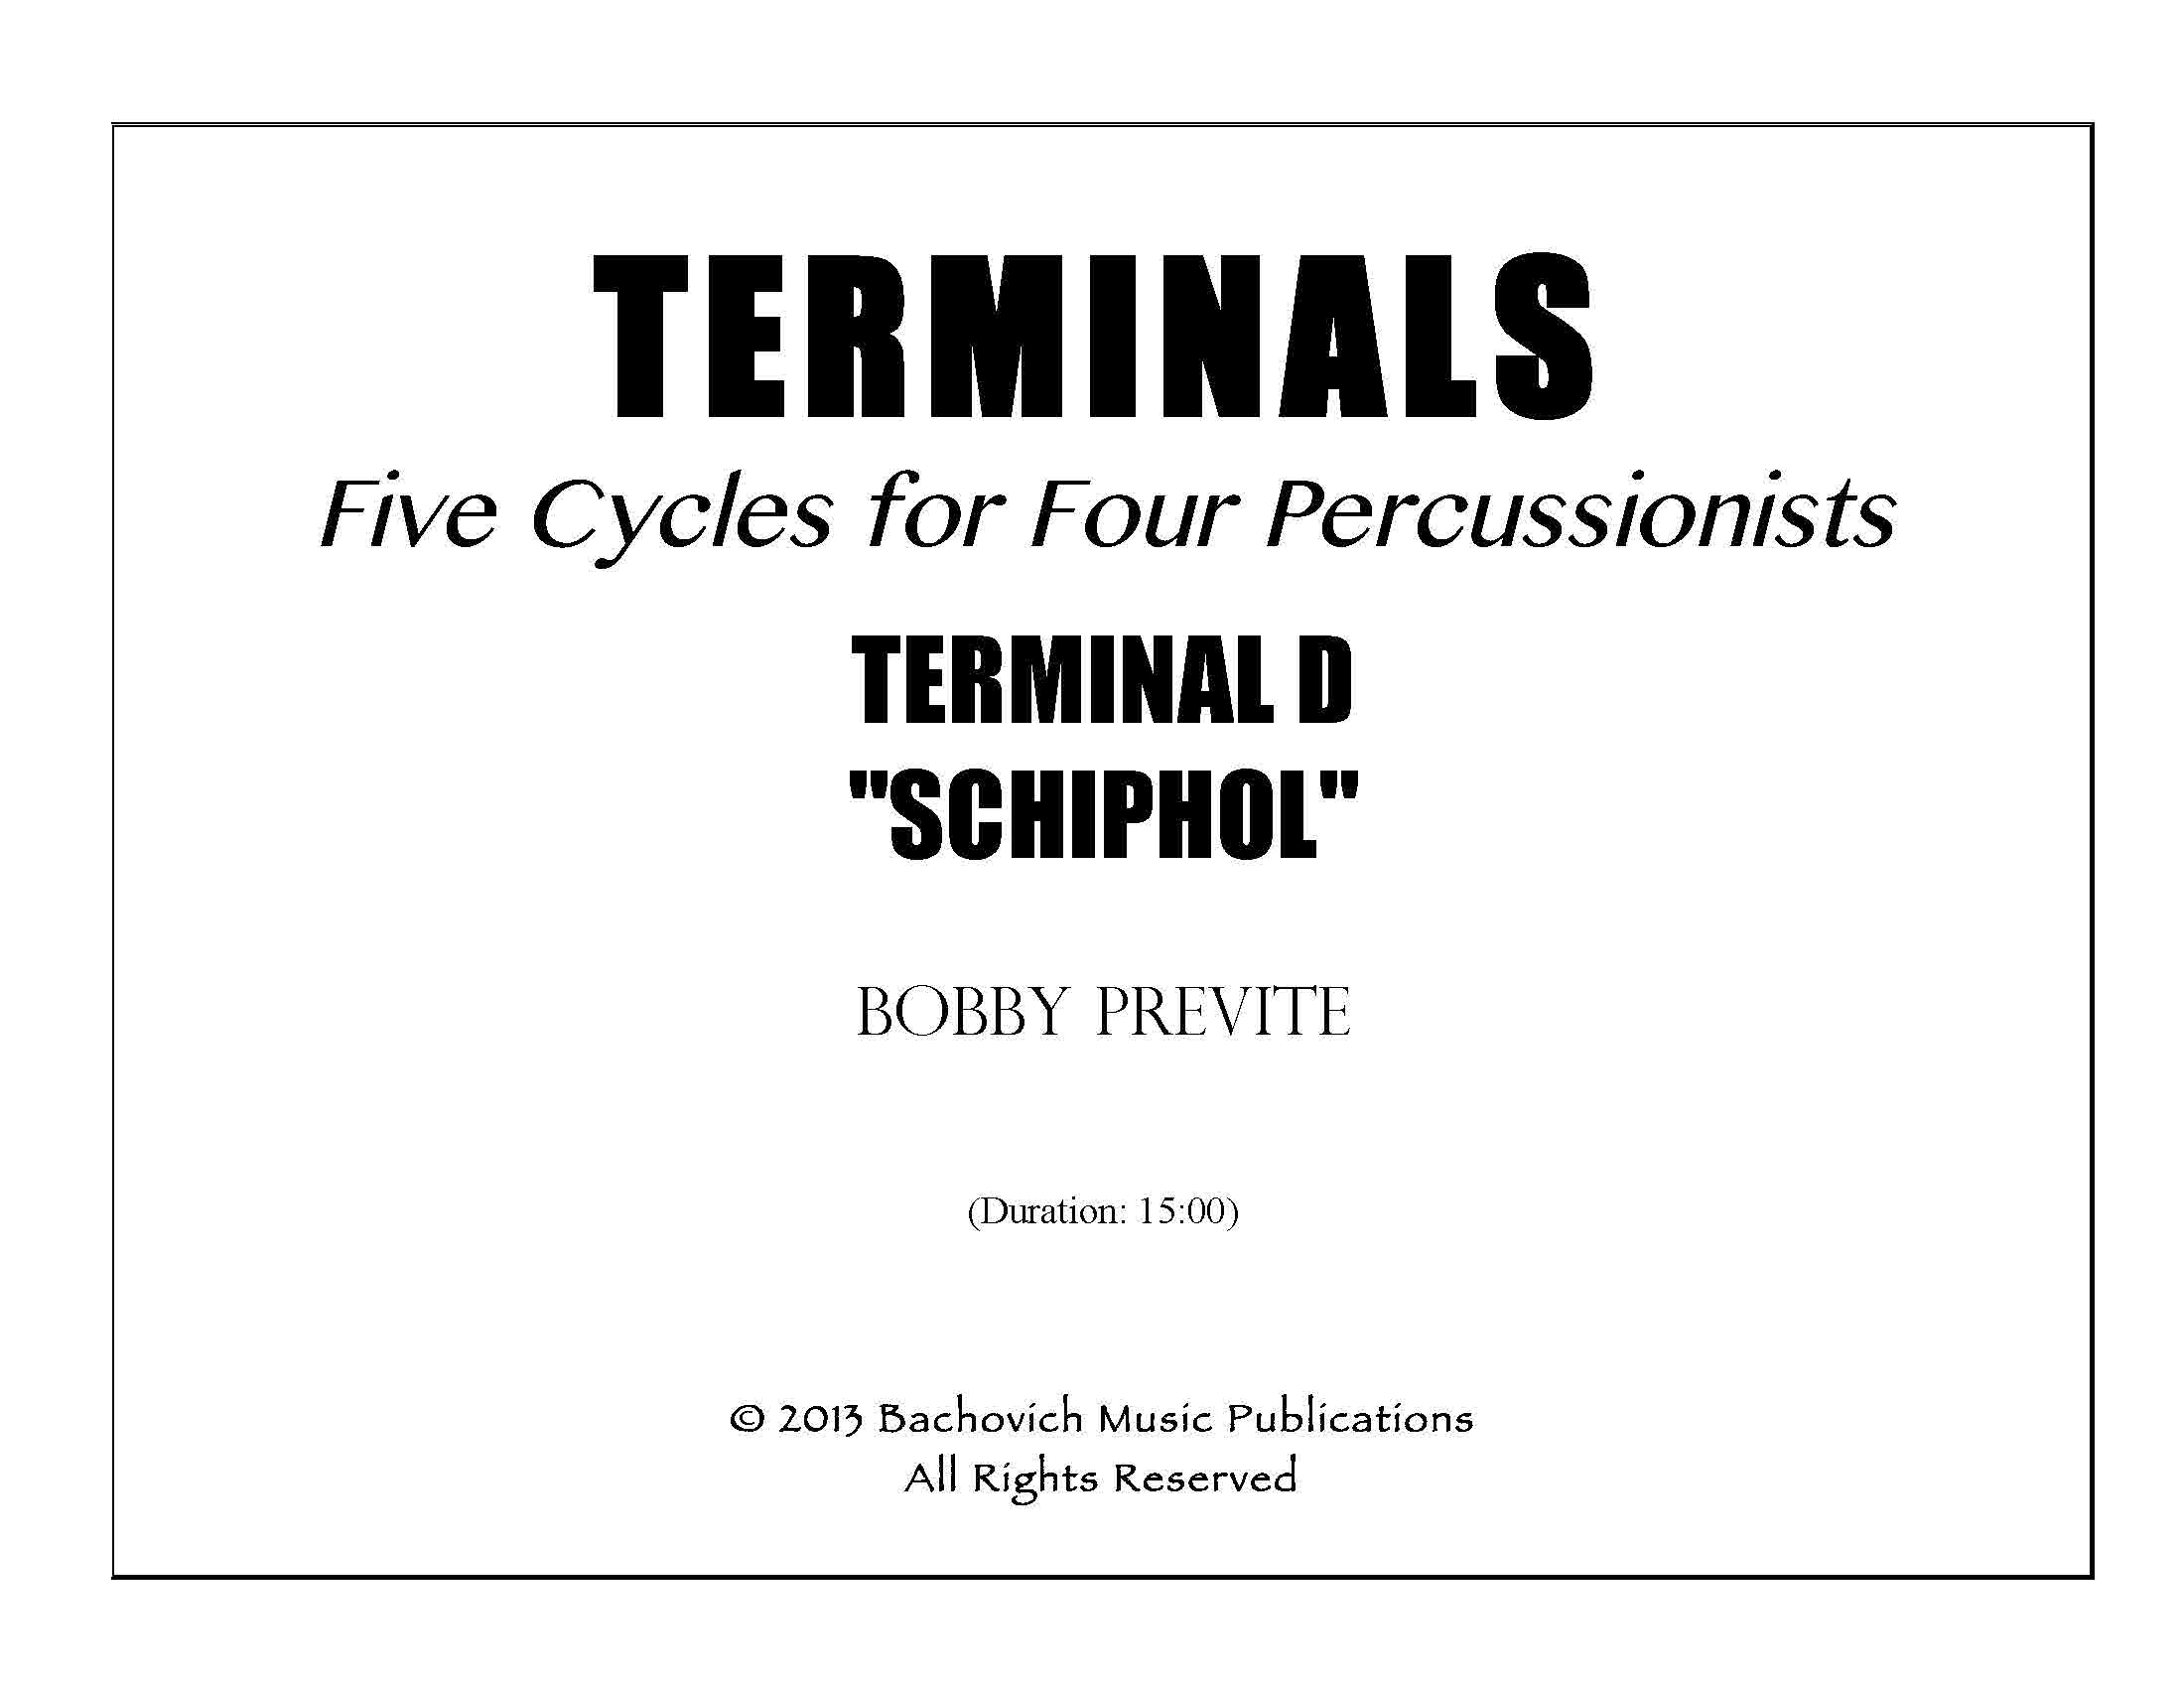 TERMINALS
Five Cycles for Four Percussionists
TERMINAL D
"SCHIPHOL"
BOBBY PREVITE
(Duration: 15:00)
© 2013 Bachovich Music Publications
All Rights Reserved